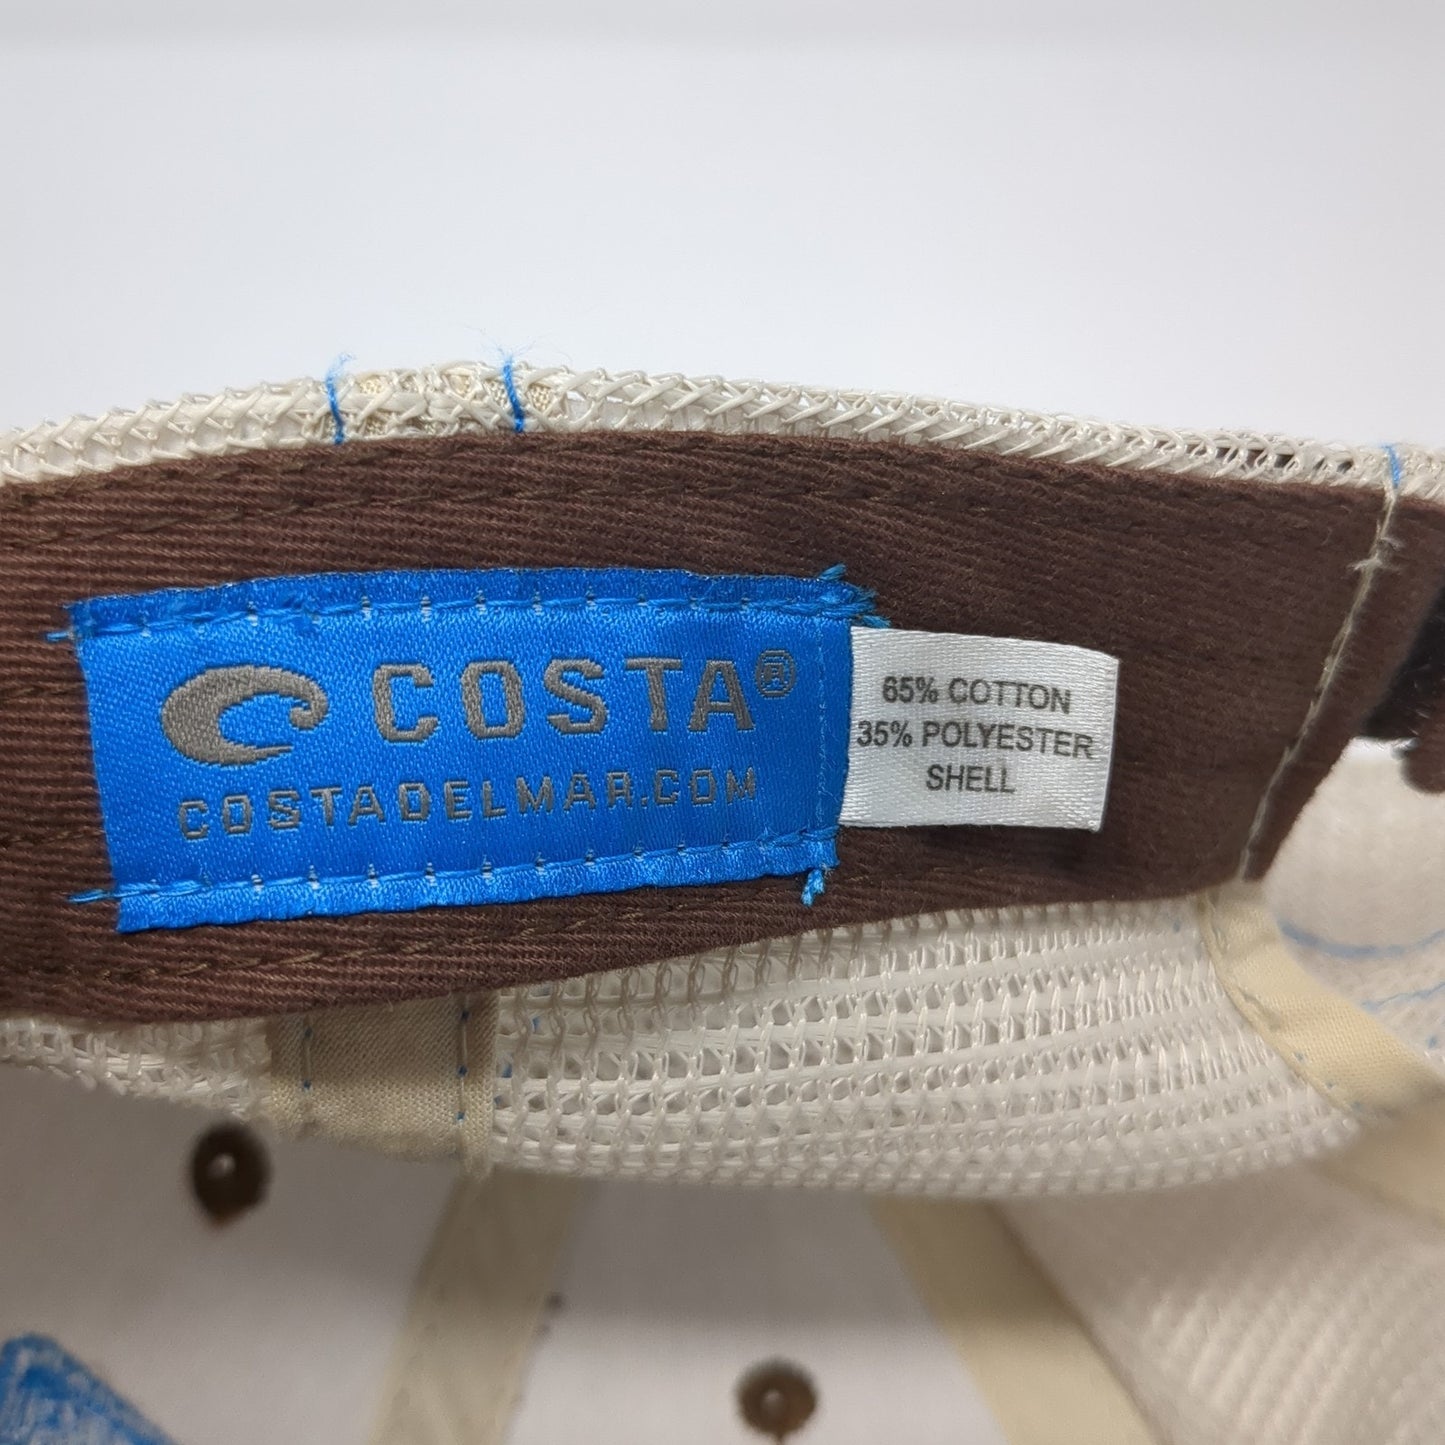 COSTA®
COSTADELMAR.COM
65% COTTON
35% POLYESTER
SHELL